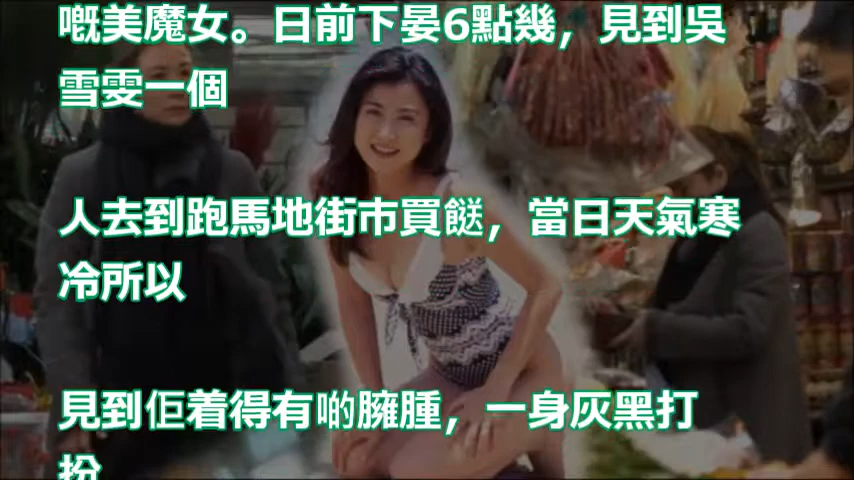 嘅美魔女。日前下晏6點幾，見到吳
雪雯一個
人去到跑馬地街市買餸，當日天氣寒
冷所以
見到佢着得有啲臃腫，一身灰黑打
扮